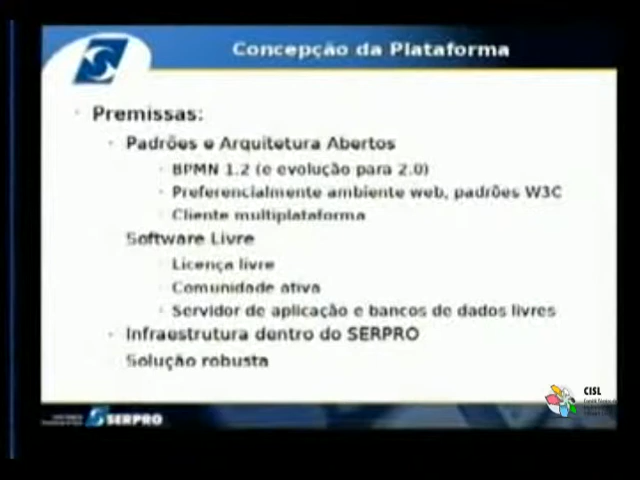 Concepção da Plataforma
Premissas:
Padrões e Arquitetura Abertos
BPMN 1.2 (e evolução para 2.0)
Preferencialmente ambiente web, padrões W3C
Cliente multiplataforma
Software Livre
Licença livre
Comunidade ativa
Servidor de aplicação e bancos de dados livres
Infraestrutura dentro do SERPRO
Solução robusta
CISL
SERPRO